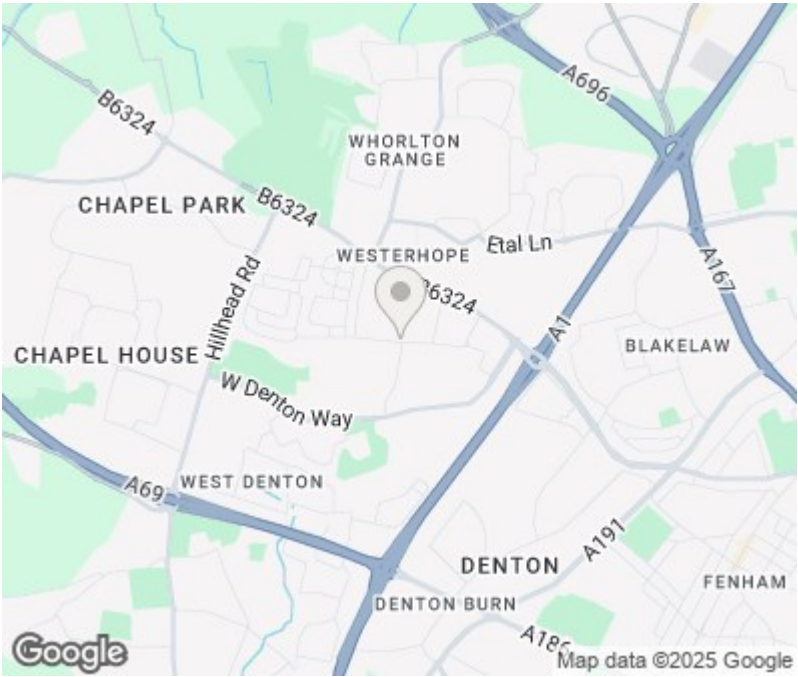 A696
B6324
WHORLTON
GRANGE
CHAPEL PARK
B6324
Etal Ln
WESTERHOPE
A167
Hillhead Rd
B6324
A1
BLAKELAW
CHAPEL HOUSE
W Denton Way
WEST DENTON
A69
A191
DENTON
FENHAM
DENTON BURN
A186
Google
Map data ©2025 Google